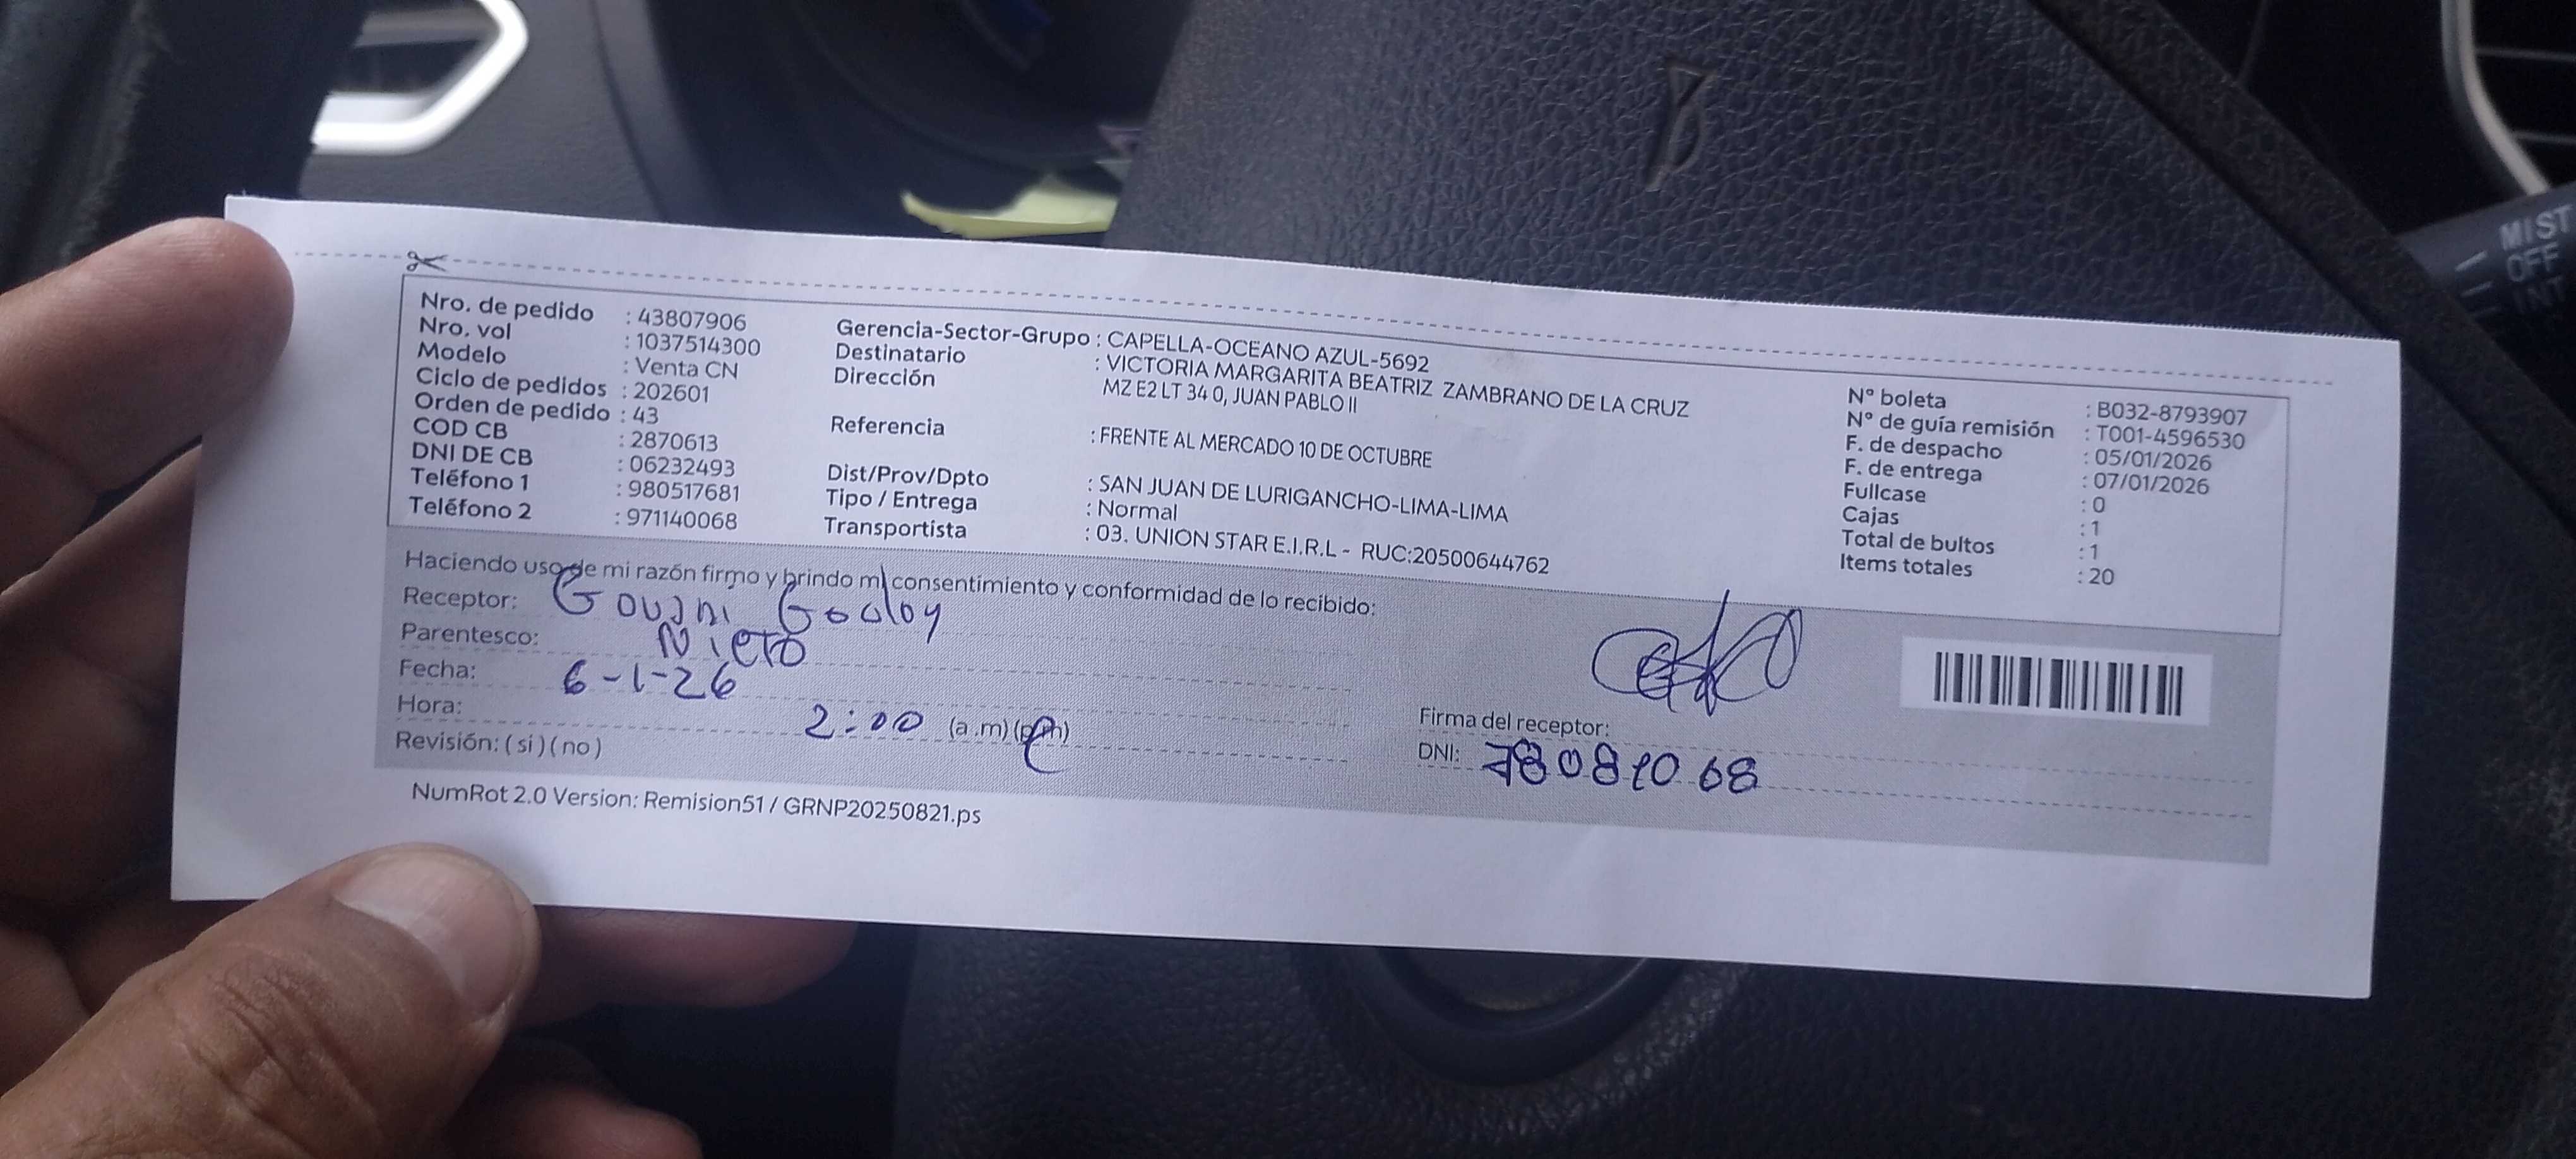 Nro. de pedido : 43807906
Nro. vol : 1037514300
Modelo : Venta CN
Ciclo de pedidos : 202601
Orden de pedido : 43
COD CB : 2870613
DNI DE CB : 06232493
Teléfono 1 : 980517681
Teléfono 2 : 971140068
Gerencia-Sector-Grupo : CAPELLA-OCEANO AZUL-5692
Destinatario : VICTORIA MARGARITA BEATRIZ ZAMBRANO DE LA CRUZ
Dirección MZ E2 LT 34 0, JUAN PABLO II
Referencia : FRENTE AL MERCADO 10 DE OCTUBRE
Dist/Prov/Dpto : SAN JUAN DE LURIGANCHO-LIMA-LIMA
Tipo / Entrega : Normal
Transportista : 03. UNION STAR E.I.R.L - RUC:20500644762
N° boleta : B032-8793907
N° de guía remisión : T001-4596530
F. de despacho : 05/01/2026
F. de entrega : 07/01/2026
Fullcase : 0
Cajas : 1
Total de bultos : 1
Items totales : 20
Haciendo uso de mi razón firmo y brindo mi consentimiento y conformidad de lo recibido:
Receptor:
Parentesco: Nieto
Fecha: 6-1-26
Hora: 2:00 (a.m) (p.m)
Revisión: ( si ) ( no )
Firma del receptor:
DNI:
NumRot 2.0 Version: Remision51 / GRNP20250821.ps
MIST
OFF
INT